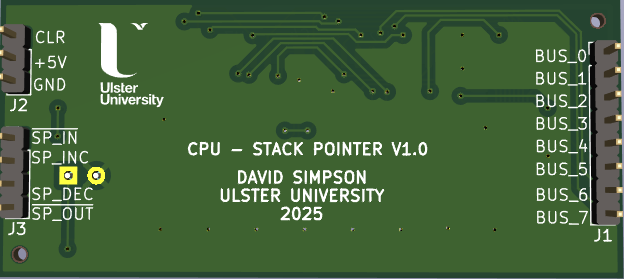 CLR
+5V
GND
J2
Ulster
University
SP_IN
SP_INC
SP_DEC
SP_OUT
J3
CPU – STACK POINTER V1.0
DAVID SIMPSON
ULSTER UNIVERSITY
2025
BUS_0
BUS_1
BUS_2
BUS_3
BUS_4
BUS_5
BUS_6
BUS_7
J1